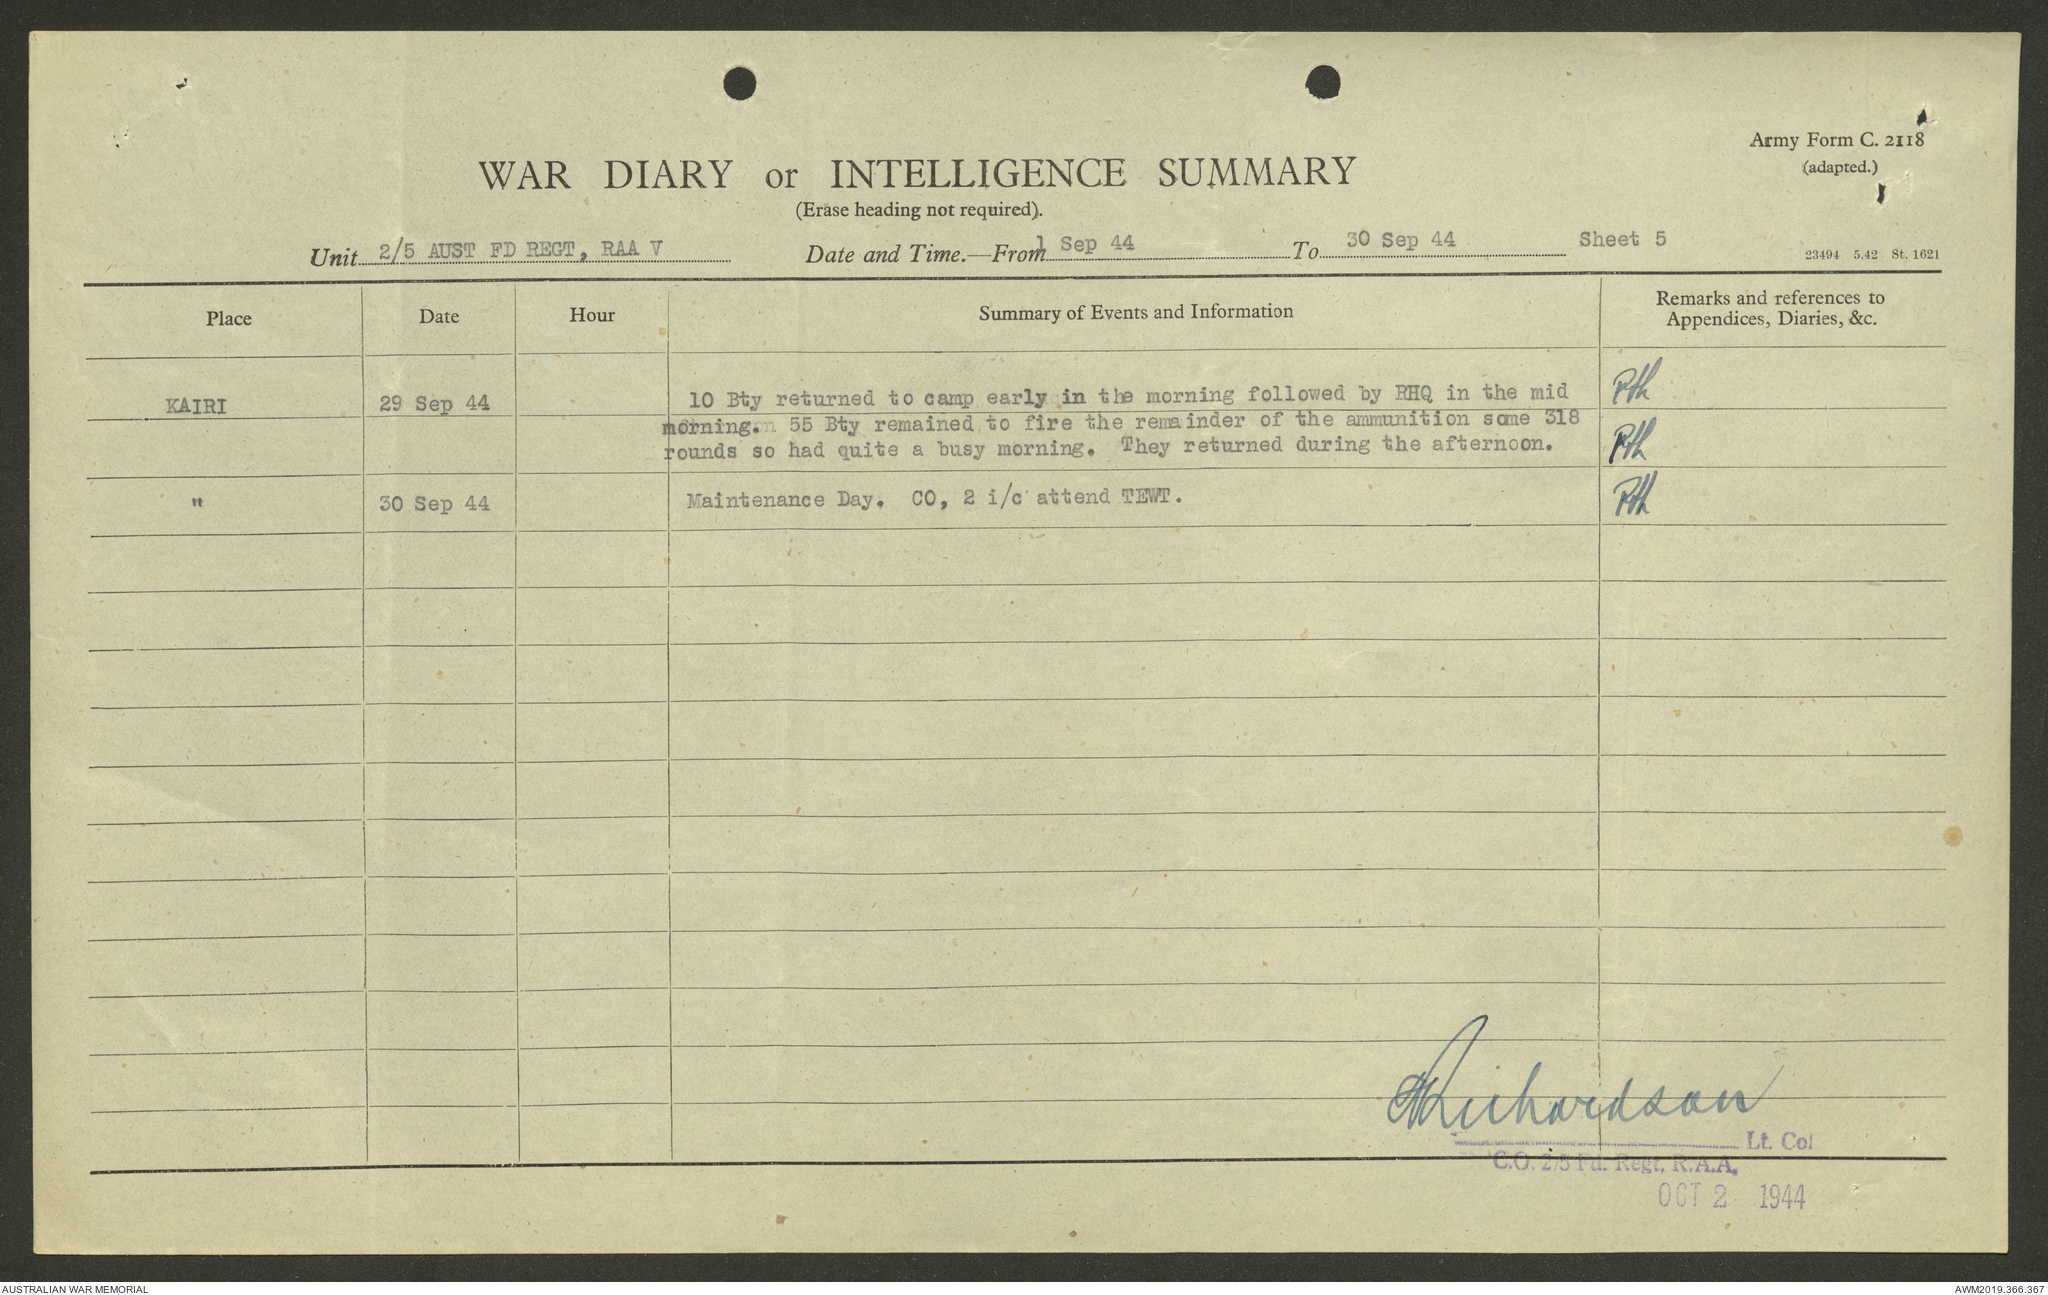 Army Form C. 2118
(adapted.)
WAR DIARY or INTELLIGENCE SUMMARY
(Erase heading not required).
Unit 2/5 AUST FD REGT, RAA V Date and Time.—From 1 Sep 44 To 30 Sep 44 Sheet 5
23494 5.42 St. 1621
Place Date Hour Summary of Events and Information Remarks and references to
Appendices, Diaries, &c.
KAIRI 29 Sep 44 10 Bty returned to camp early in the morning followed by RHQ in the mid
morning. 55 Bty remained to fire the remainder of the ammunition some 318
rounds so had quite a busy morning. They returned during the afternoon.
" 30 Sep 44 Maintenance Day. CO, 2 i/c attend TEWT.
Richardson
Lt. Col
C.O. 2/5 Fd. Regt, R.A.A.
OCT 2 1944
AUSTRALIAN WAR MEMORIAL AWM2019.366.367